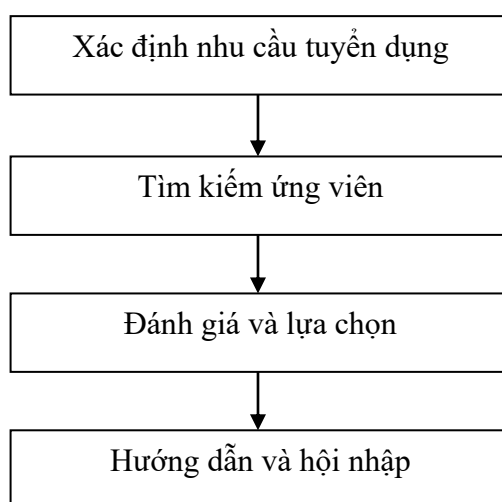 Xác định nhu cầu tuyển dụng
Tìm kiếm ứng viên
Đánh giá và lựa chọn
Hướng dẫn và hội nhập